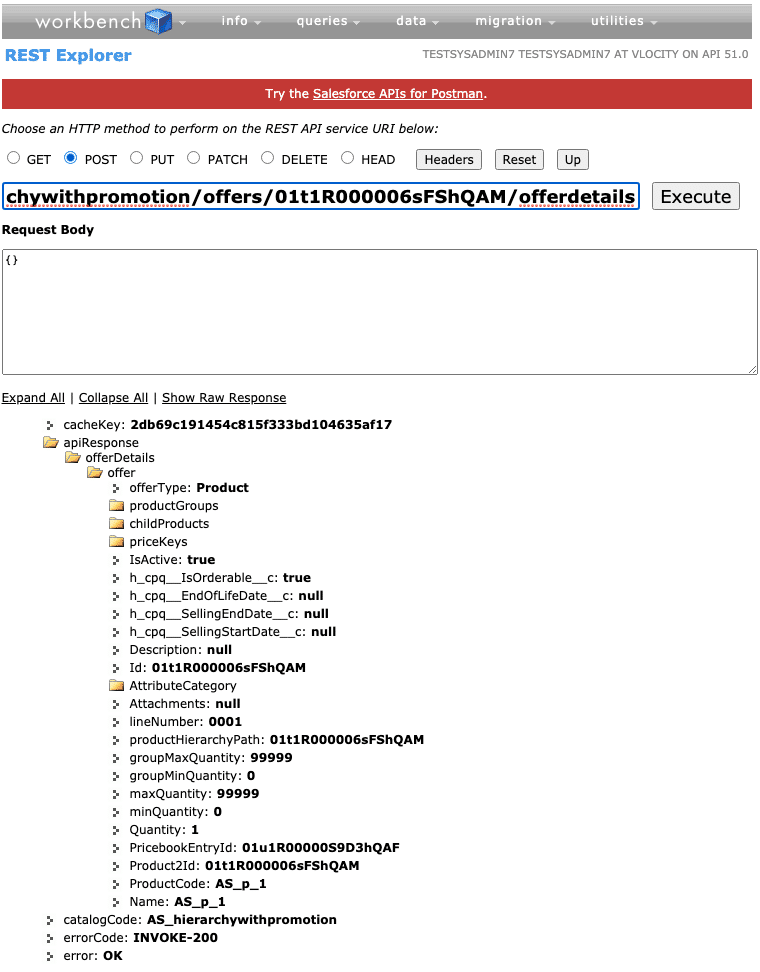 workbench info queries data migration utilities
REST Explorer TESTSYSADMIN7 TESTSYSADMIN7 AT VLOCITY ON API 51.0
Try the Salesforce APIs for Postman.
Choose an HTTP method to perform on the REST API service URI below:
GET POST PUT PATCH DELETE HEAD Headers Reset Up
chywithpromotion/offers/01t1R000006sFShQAM/offerdetails Execute
Request Body
{}
Expand All | Collapse All | Show Raw Response
cacheKey: 2db69c191454c815f333bd104635af17
apiResponse
offerDetails
offer
offerType: Product
productGroups
childProducts
priceKeys
IsActive: true
h_cpq__IsOrderable__c: true
h_cpq__EndOfLifeDate__c: null
h_cpq__SellingEndDate__c: null
h_cpq__SellingStartDate__c: null
Description: null
Id: 01t1R000006sFShQAM
AttributeCategory
Attachments: null
lineNumber: 0001
productHierarchyPath: 01t1R000006sFShQAM
groupMaxQuantity: 99999
groupMinQuantity: 0
maxQuantity: 99999
minQuantity: 0
Quantity: 1
PricebookEntryId: 01u1R00000S9D3hQAF
Product2Id: 01t1R000006sFShQAM
ProductCode: AS_p_1
Name: AS_p_1
catalogCode: AS_hierarchywithpromotion
errorCode: INVOKE-200
error: OK